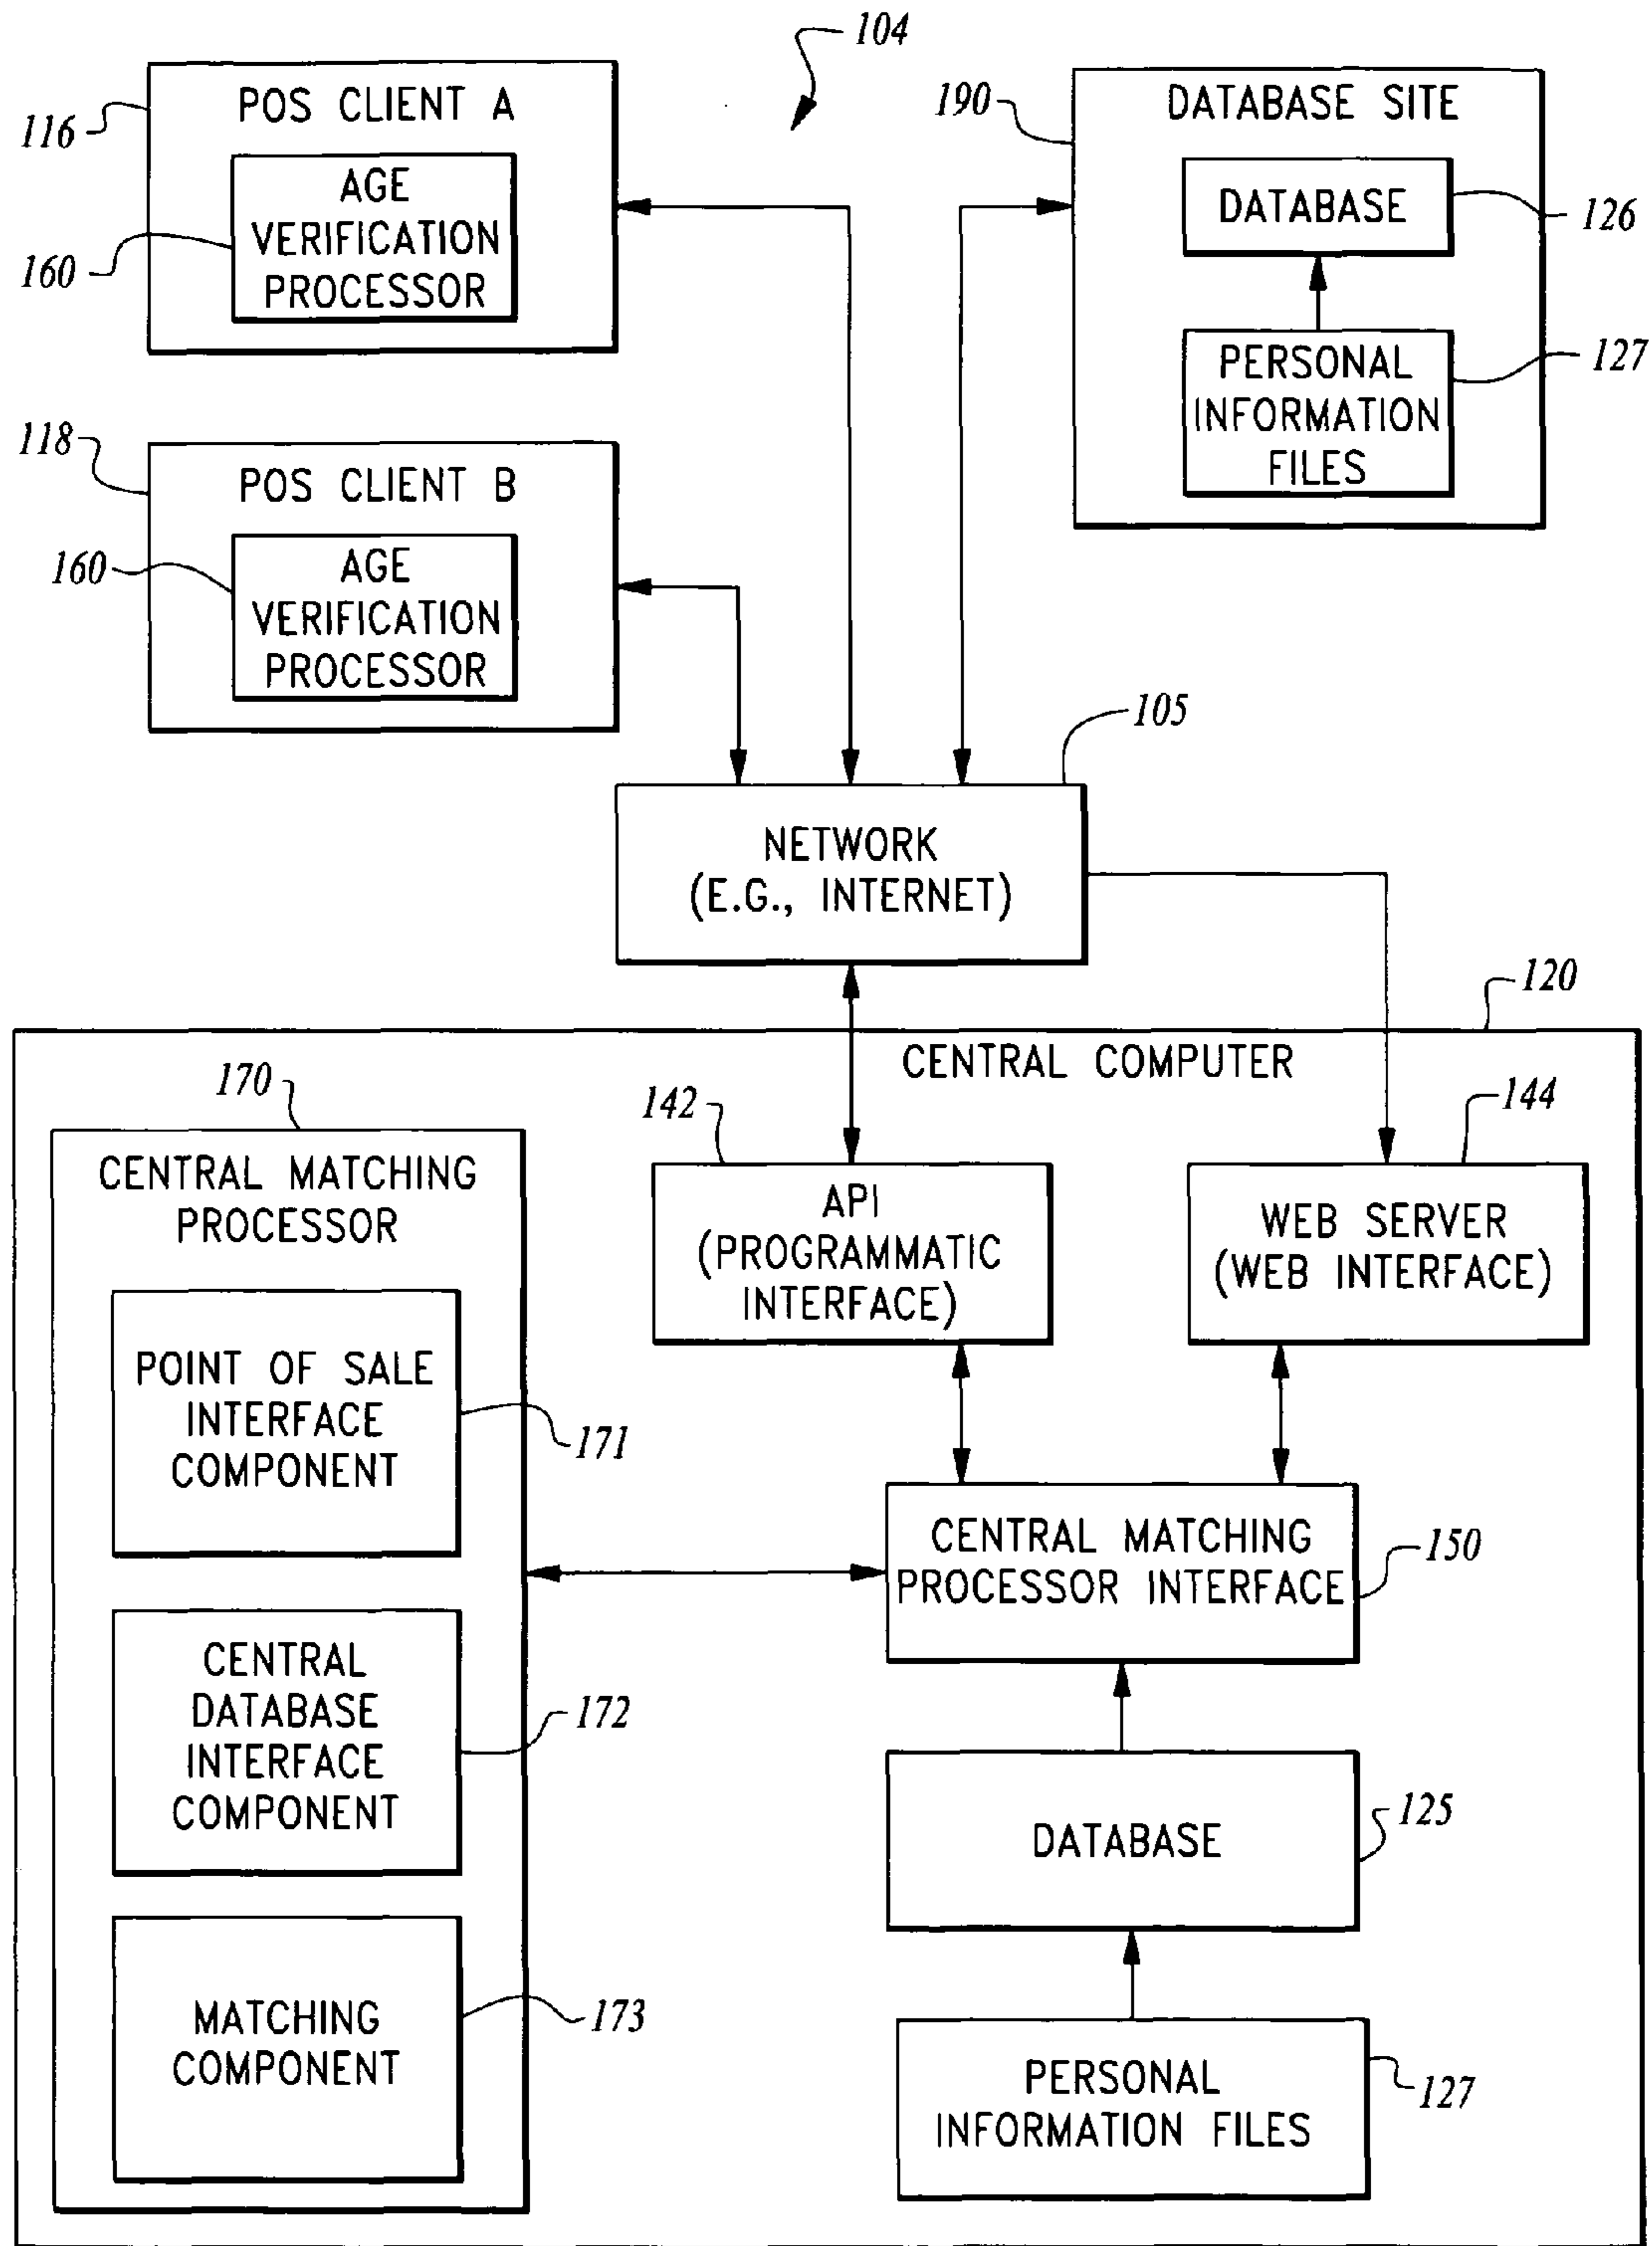 104
116
POS CLIENT A
160
AGE
VERIFICATION
PROCESSOR
190
DATABASE SITE
DATABASE
126
PERSONAL
INFORMATION
FILES
127
118
POS CLIENT B
160
AGE
VERIFICATION
PROCESSOR
105
NETWORK
(E.G., INTERNET)
120
CENTRAL COMPUTER
170
CENTRAL MATCHING
PROCESSOR
POINT OF SALE
INTERFACE
COMPONENT
171
CENTRAL
DATABASE
INTERFACE
COMPONENT
172
MATCHING
COMPONENT
173
142
API
(PROGRAMMATIC
INTERFACE)
144
WEB SERVER
(WEB INTERFACE)
CENTRAL MATCHING
PROCESSOR INTERFACE
150
DATABASE
125
PERSONAL
INFORMATION FILES
127